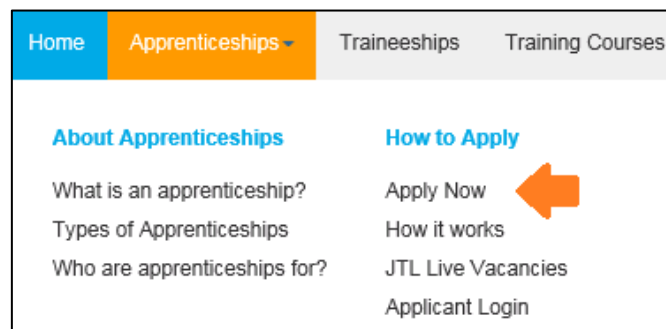 Home Apprenticeships Traineeships Training Courses
About Apprenticeships
What is an apprenticeship?
Types of Apprenticeships
Who are apprenticeships for?
How to Apply
Apply Now
How it works
JTL Live Vacancies
Applicant Login